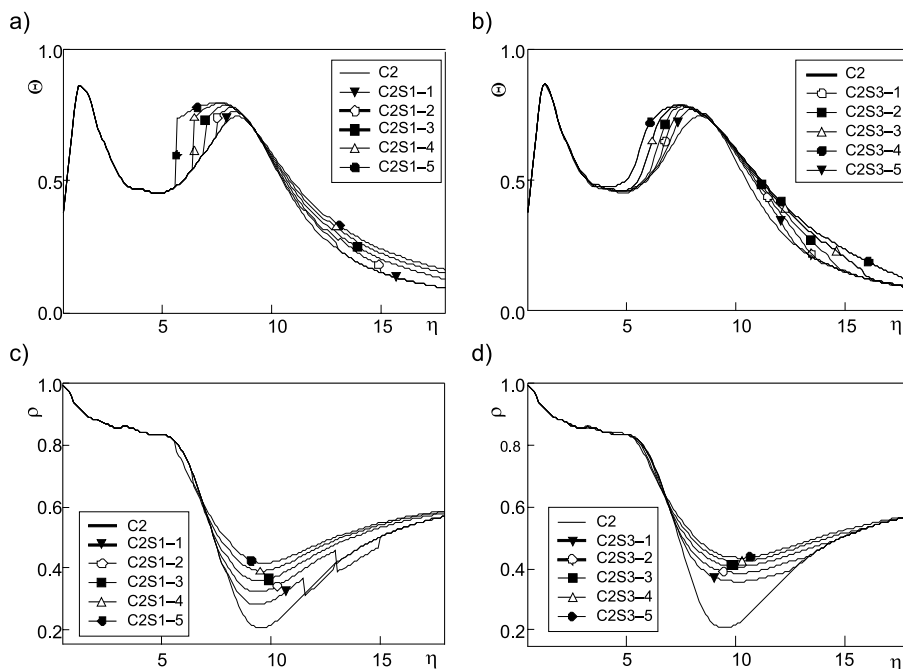 a)
1.0
Θ
0.5
0.0
5
10
15
η
C2
C2S1–1
C2S1–2
C2S1–3
C2S1–4
C2S1–5
b)
1.0
Θ
0.5
0.0
5
10
15
η
C2
C2S3–1
C2S3–2
C2S3–3
C2S3–4
C2S3–5
c)
1.0
ρ
0.8
0.6
0.4
0.2
5
10
15
η
C2
C2S1–1
C2S1–2
C2S1–3
C2S1–4
C2S1–5
d)
1.0
ρ
0.8
0.6
0.4
0.2
5
10
15
η
C2
C2S3–1
C2S3–2
C2S3–3
C2S3–4
C2S3–5